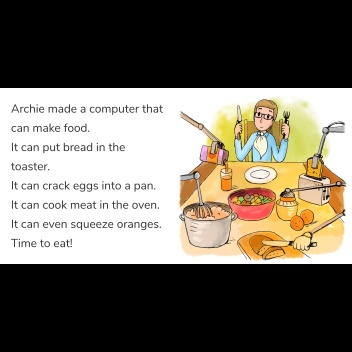 Archie made a computer that
can make food.
It can put bread in the
toaster.
It can crack eggs into a pan.
It can cook meat in the oven.
It can even squeeze oranges.
Time to eat!